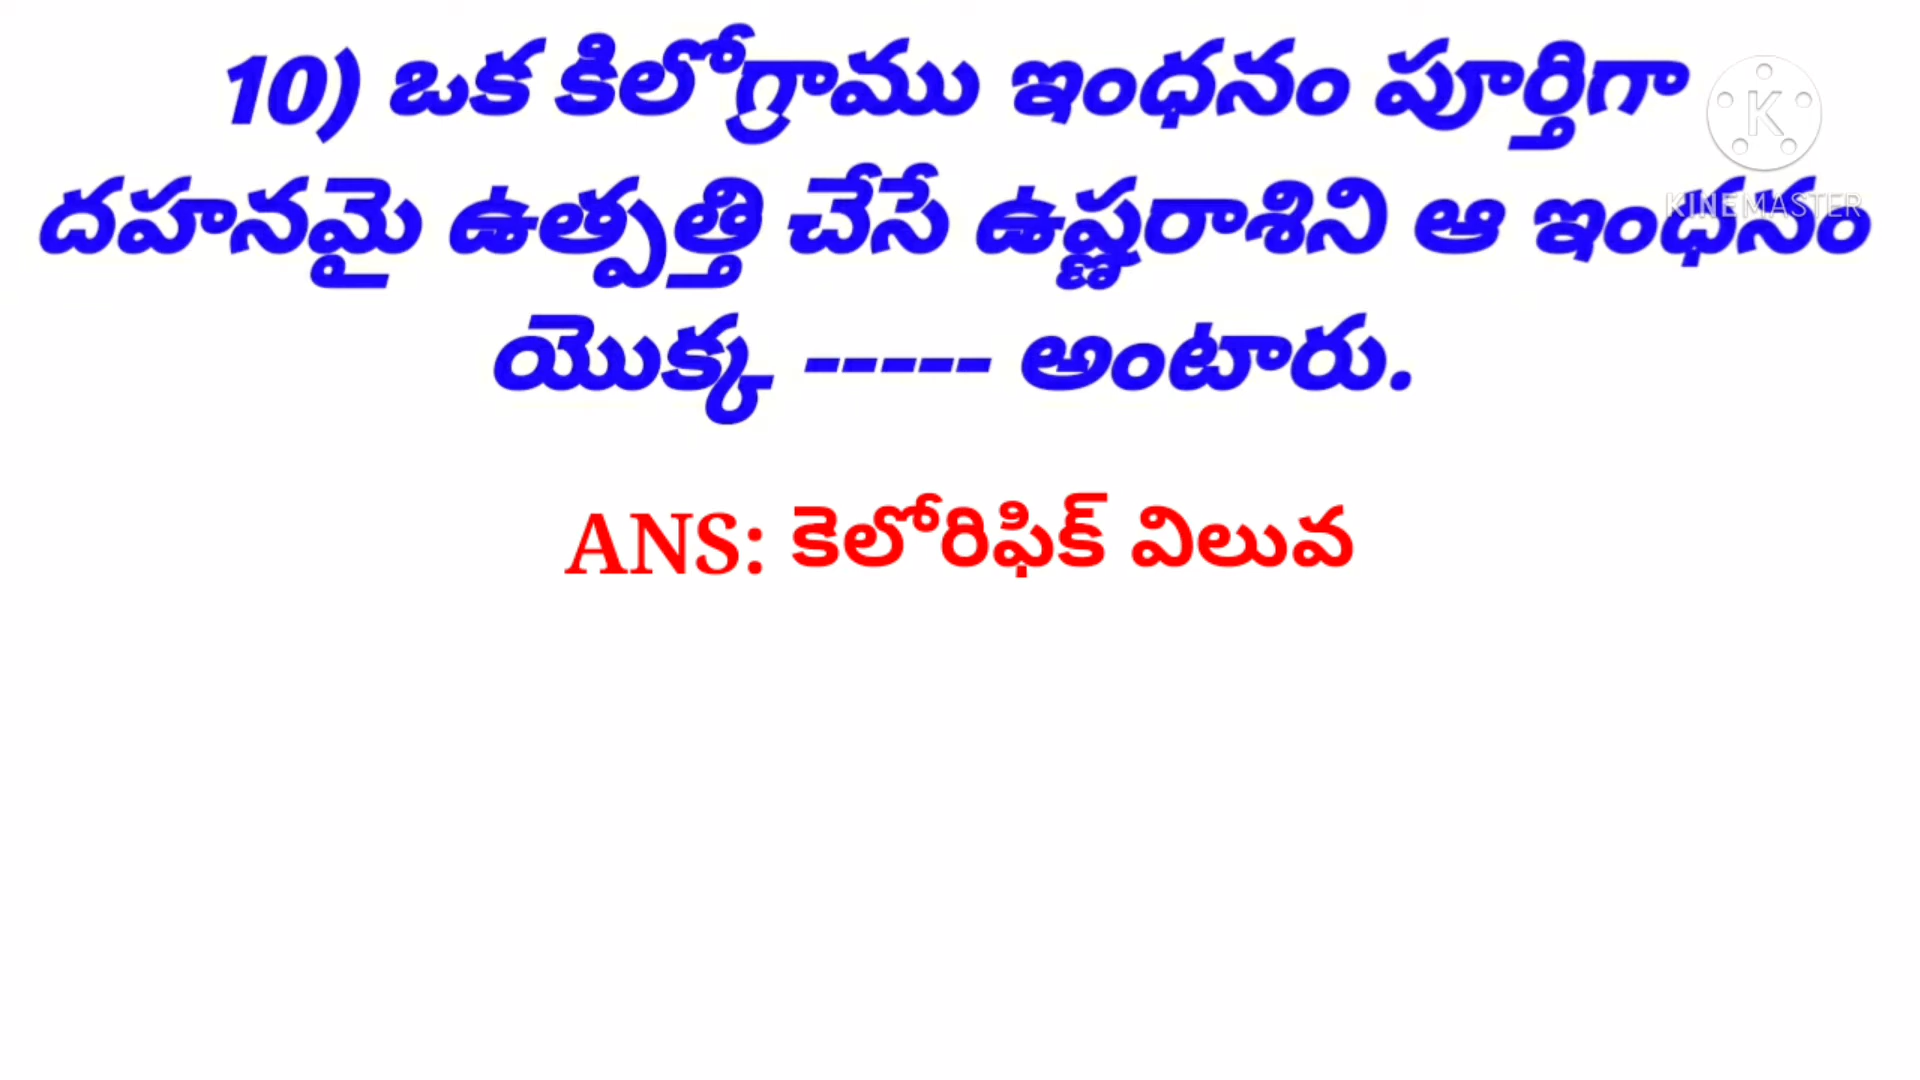 10) ఒక కిలోగ్రాము ఇంధనం పూర్తిగా
దహనమై ఉత్పత్తి చేసే ఉష్ణరాశిని ఆ ఇంధనం
యొక్క ----- అంటారు.
ANS: కెలోరిఫిక్ విలువ
K
KINEMASTER